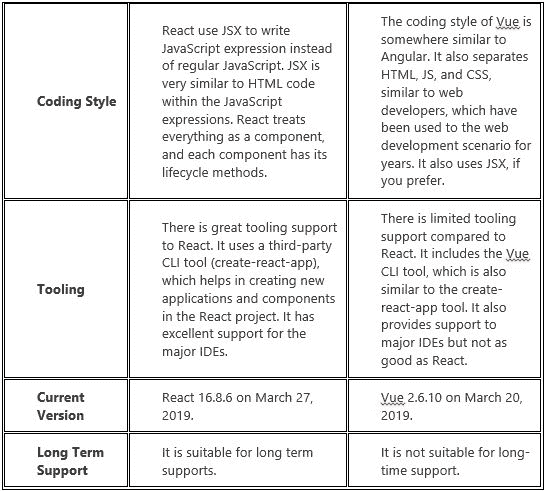 Coding Style
React use JSX to write
JavaScript expression instead
of regular JavaScript. JSX is
very similar to HTML code
within the JavaScript
expressions. React treats
everything as a component,
and each component has its
lifecycle methods.
The coding style of Vue is
somewhere similar to
Angular. It also separates
HTML, JS, and CSS,
similar to web
developers, which have
been used to the web
development scenario for
years. It also uses JSX, if
you prefer.
Tooling
There is great tooling support
to React. It uses a third-party
CLI tool (create-react-app),
which helps in creating new
applications and components
in the React project. It has
excellent support for the
major IDEs.
There is limited tooling
support compared to
React. It includes the Vue
CLI tool, which is also
similar to the create-
react-app tool. It also
provides support to
major IDEs but not as
good as React.
Current
Version
React 16.8.6 on March 27,
2019.
Vue 2.6.10 on March 20,
2019.
Long Term
Support
It is suitable for long term
supports.
It is not suitable for long-
time support.